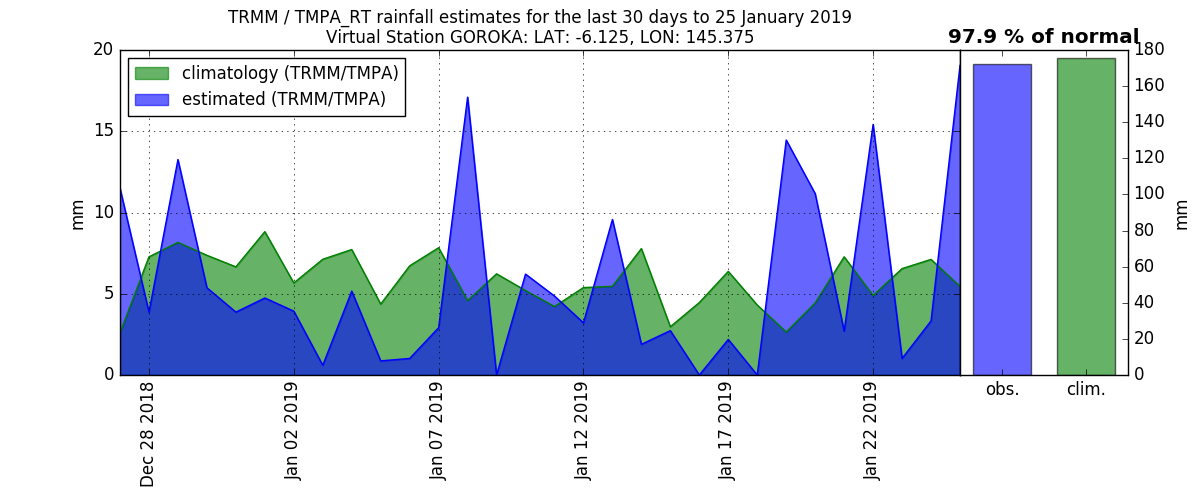 TRMM / TMPA_RT rainfall estimates for the last 30 days to 25 January 2019
Virtual Station GOROKA: LAT: -6.125, LON: 145.375
97.9 % of normal
climatology (TRMM/TMPA)
estimated (TRMM/TMPA)
20
15
10
5
0
mm
Dec 28 2018
Jan 02 2019
Jan 07 2019
Jan 12 2019
Jan 17 2019
Jan 22 2019
obs.
clim.
180
160
140
120
100
80
60
40
20
0
mm